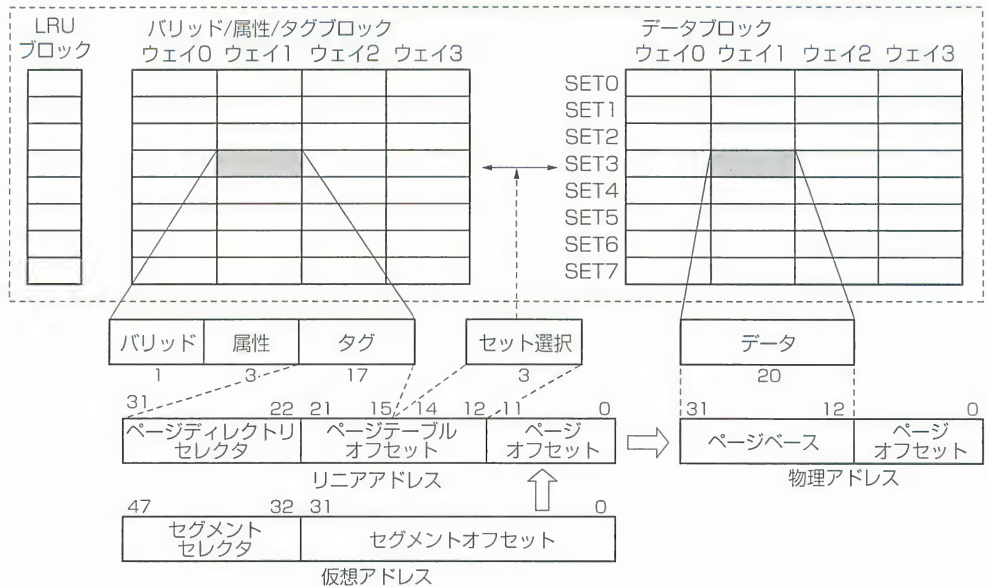 LRU
ブロック
バリッド/属性/タグブロック
ウェイ0 ウェイ1 ウェイ2 ウェイ3
データブロック
ウェイ0 ウェイ1 ウェイ2 ウェイ3
SET0
SET1
SET2
SET3
SET4
SET5
SET6
SET7
バリッド 属性 タグ
1 3 17
セット選択
3
データ
20
31 22 21 15 14 12 11 0
ページディレクトリ
セレクタ
ページテーブル
オフセット
ページ
オフセット
リニアアドレス
31 12 0
ページベース
ページ
オフセット
物理アドレス
47 32 31 0
セグメント
セレクタ
セグメントオフセット
仮想アドレス